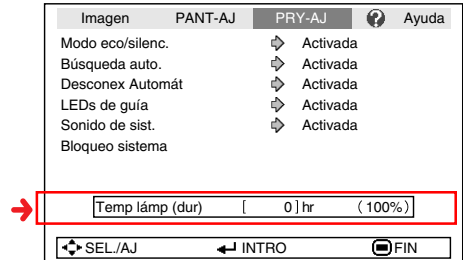 Imagen PANT-AJ PRY-AJ ? Ayuda
Modo eco/silenc. Activada
Búsqueda auto. Activada
Desconex Automát Activada
LEDs de guía Activada
Sonido de sist. Activada
Bloqueo sistema
Temp lámp (dur) [ 0 ] hr (100%)
SEL./AJ INTRO FIN